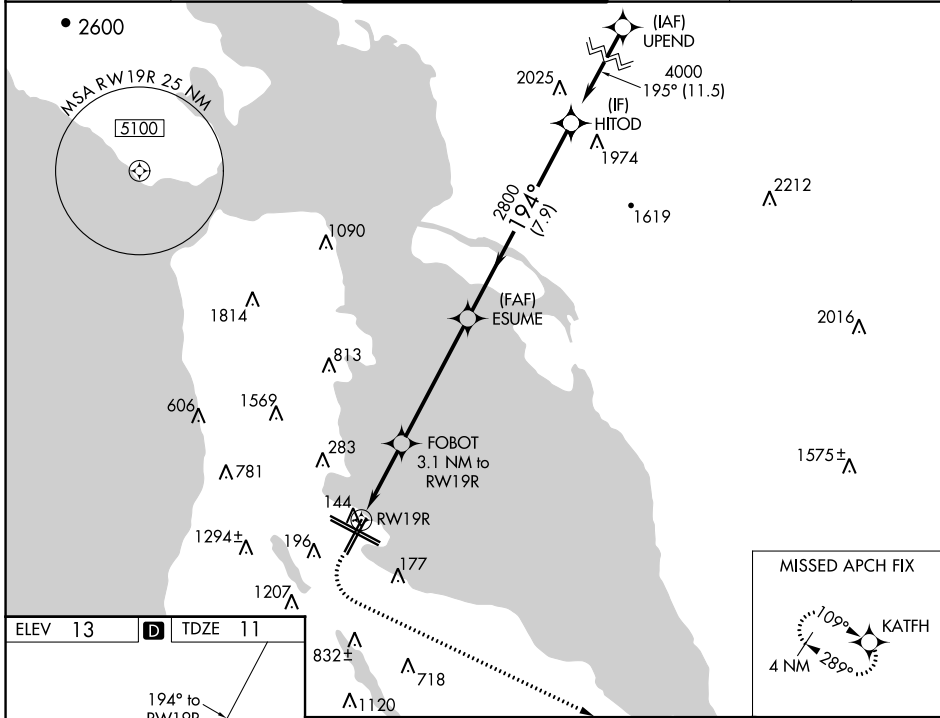 2600
(IAF)
UPEND
MSA RW19R 25 NM
5100
2025
4000
195° (11.5)
(IF)
HITOD
1974
2212
2800
194°
(7.9)
1619
1090
1814
(FAF)
ESUME
2016
813
606
1569
FOBOT
3.1 NM to
RW19R
283
781
1575±
144
RW19R
1294±
196
177
1207
MISSED APCH FIX
109°
KATFH
4 NM
289°
ELEV 13
D
TDZE 11
832±
718
194° to
RW19R
1120